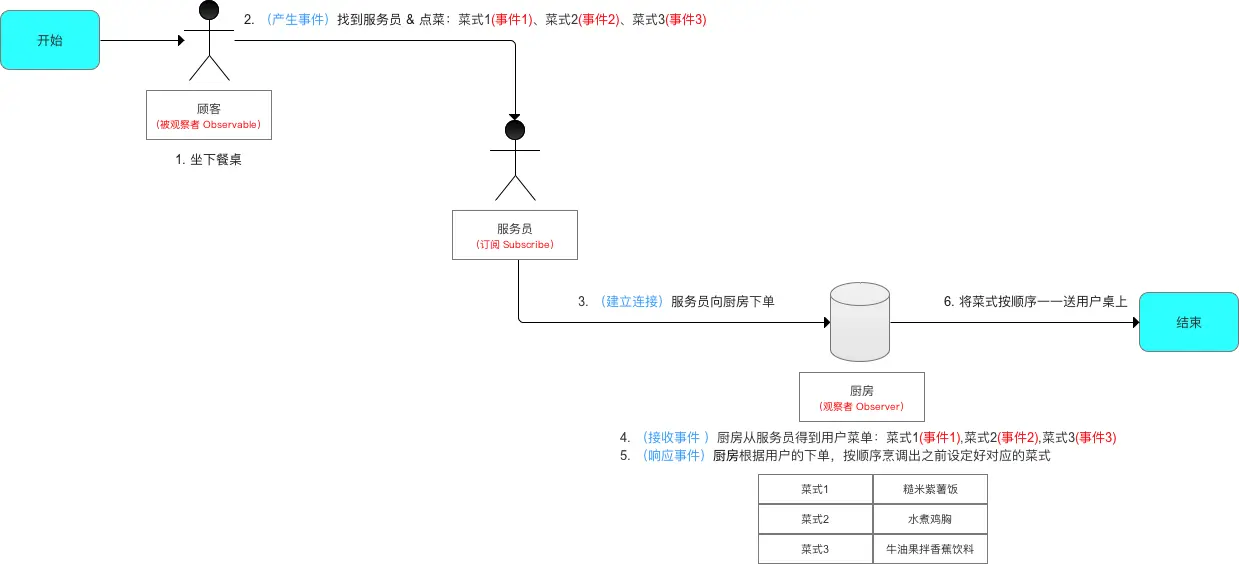 开始
2. （产生事件）找到服务员 & 点菜：菜式1(事件1)、菜式2(事件2)、菜式3(事件3)
顾客
（被观察者 Observable）
1. 坐下餐桌
服务员
（订阅 Subscribe）
3. （建立连接）服务员向厨房下单
6. 将菜式按顺序一一送用户桌上
结束
厨房
（观察者 Observer）
4. （接收事件 ）厨房从服务员得到用户菜单：菜式1(事件1),菜式2(事件2),菜式3(事件3)
5. （响应事件）厨房根据用户的下单，按顺序烹调出之前设定好对应的菜式
菜式1 糙米紫薯饭
菜式2 水煮鸡胸
菜式3 牛油果拌香蕉饮料